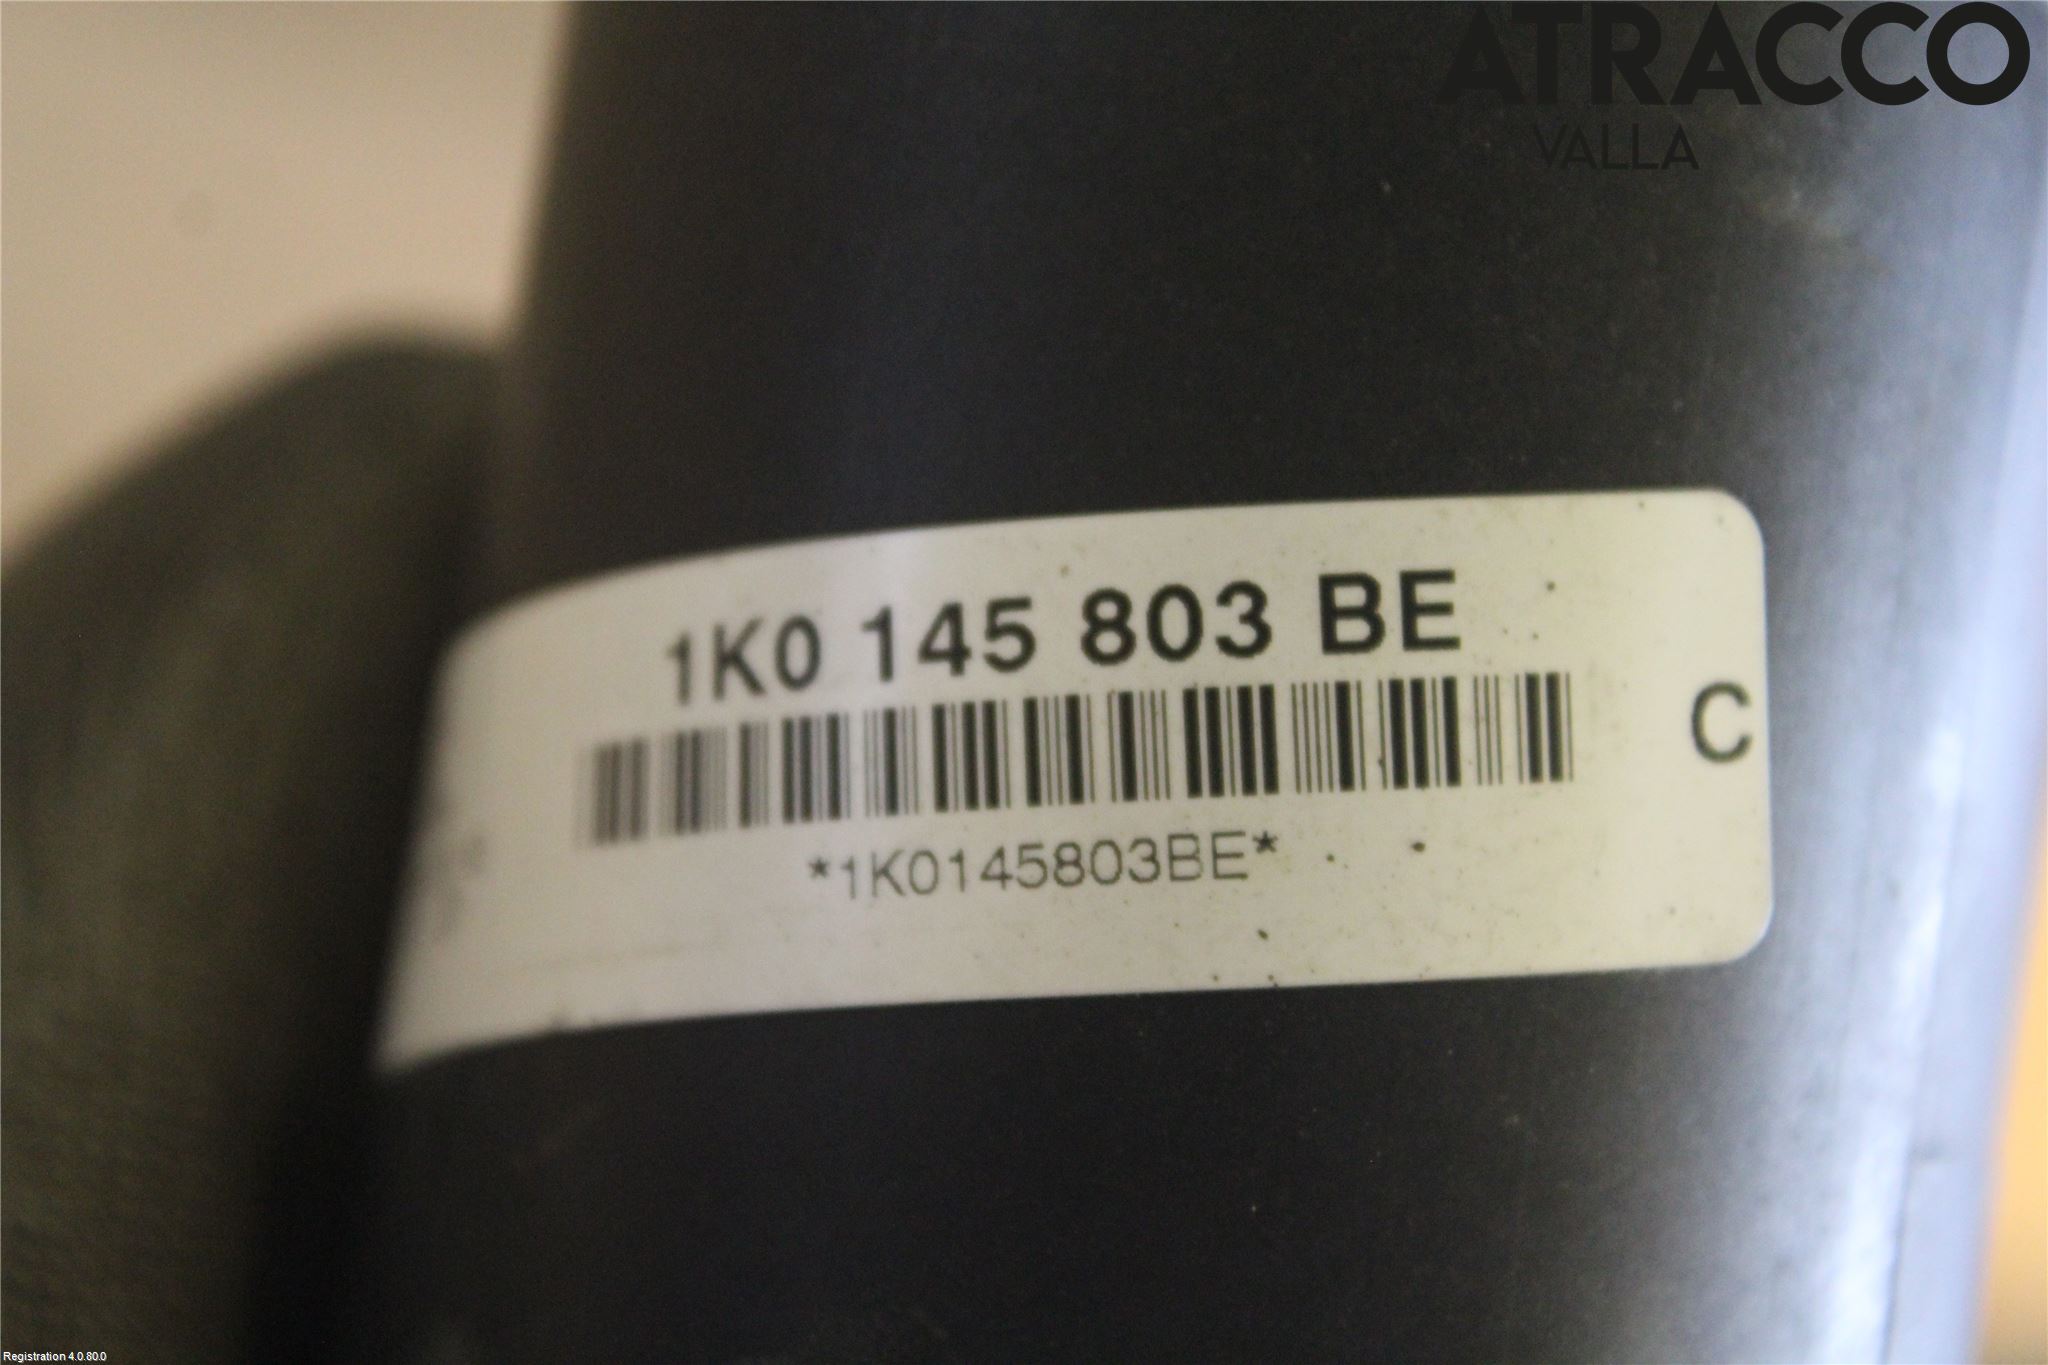 ATRACCO
VALLA
1K0 145 803 BE
C
*1K0145803BE*
Registration 4.0.80.0